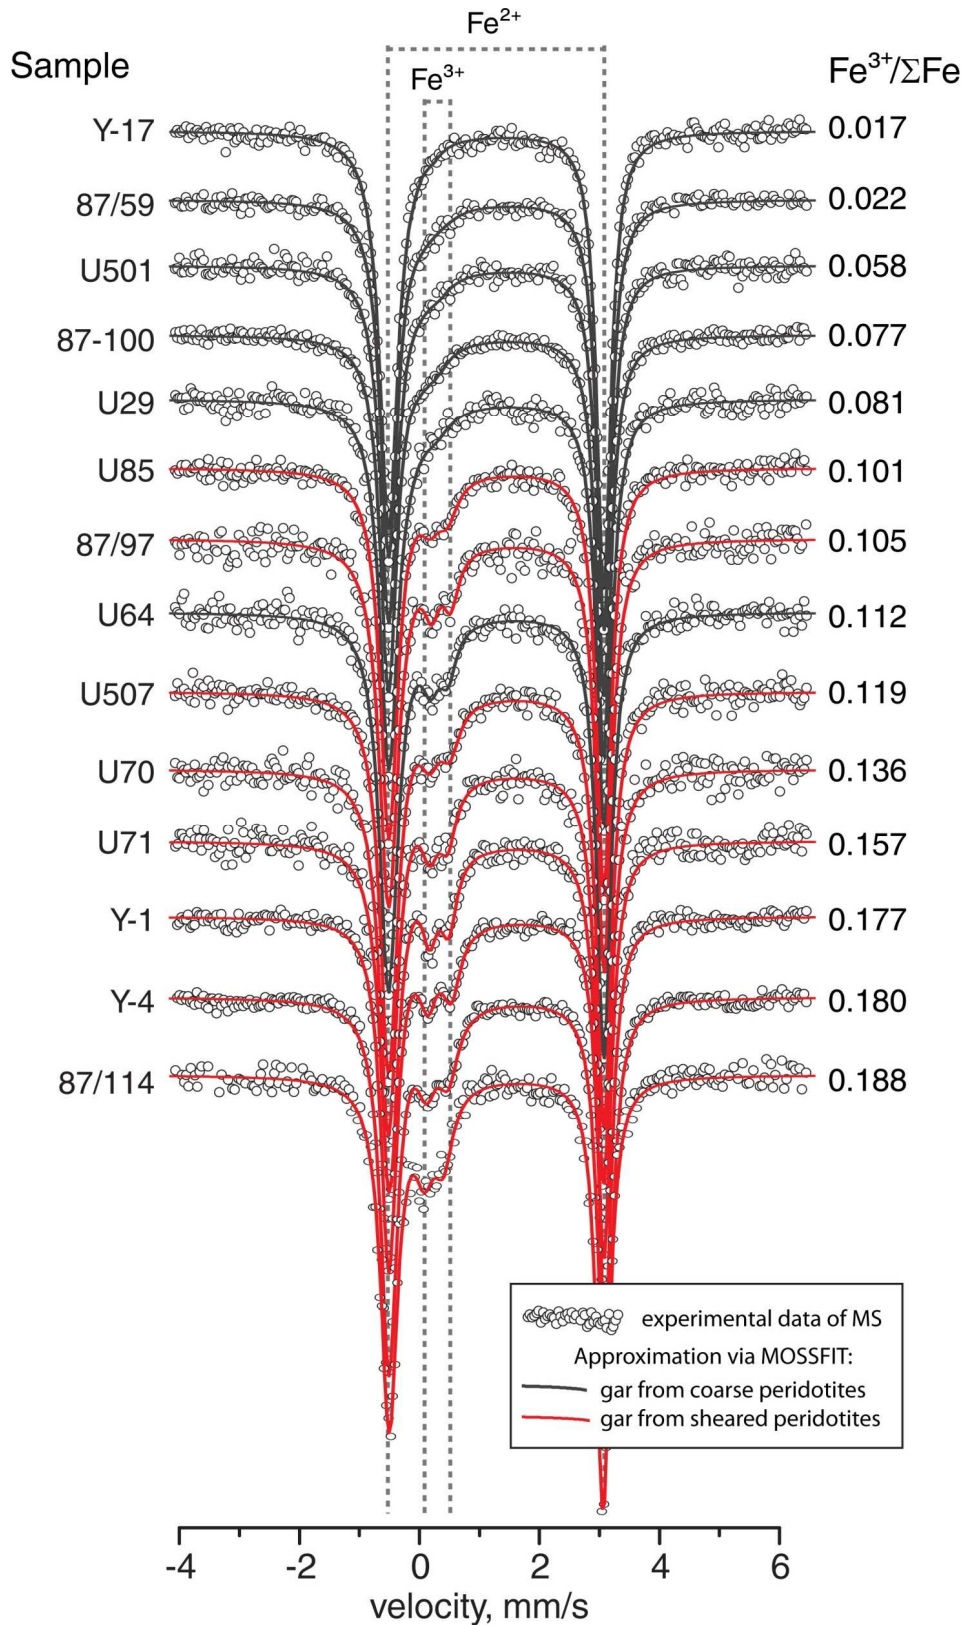 Fe²⁺
Sample Fe³⁺ Fe³⁺/ΣFe
Y-17 0.017
87/59 0.022
U501 0.058
87-100 0.077
U29 0.081
U85 0.101
87/97 0.105
U64 0.112
U507 0.119
U70 0.136
U71 0.157
Y-1 0.177
Y-4 0.180
87/114 0.188
experimental data of MS
Approximation via MOSSFIT:
gar from coarse peridotites
gar from sheared peridotites
-4 -2 0 2 4 6
velocity, mm/s